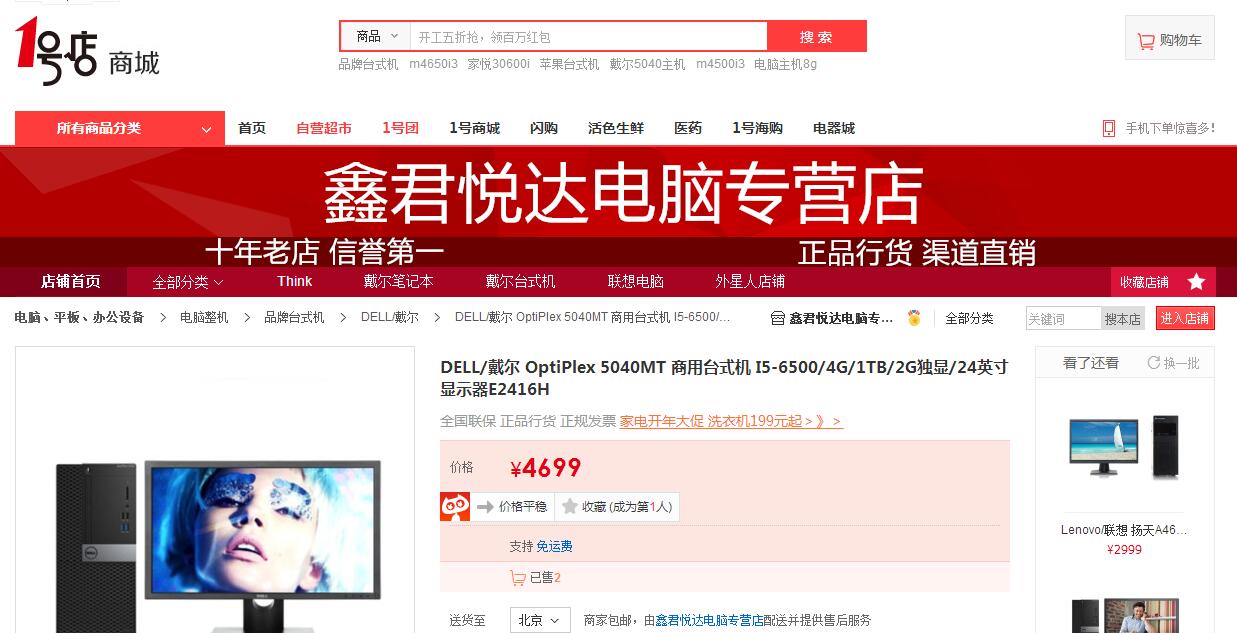 1号店 商城
商品
开工五折抢，领百万红包
搜 索
购物车
品牌台式机 m4650i3 家悦30600i 苹果台式机 戴尔5040主机 m4500i3 电脑主机8g
所有商品分类
首页 自营超市 1号团 1号商城 闪购 活色生鲜 医药 1号海购 电器城
手机下单惊喜多!
鑫君悦达电脑专营店
十年老店 信誉第一
正品行货 渠道直销
店铺首页 全部分类 Think 戴尔笔记本 戴尔台式机 联想电脑 外星人店铺
收藏店铺
电脑、平板、办公设备 > 电脑整机 > 品牌台式机 > DELL/戴尔 > DELL/戴尔 OptiPlex 5040MT 商用台式机 I5-6500/...
鑫君悦达电脑专...
全部分类
关键词
搜本店
进入店铺
DELL/戴尔 OptiPlex 5040MT 商用台式机 I5-6500/4G/1TB/2G独显/24英寸
显示器E2416H
全国联保 正品行货 正规发票 家电开年大促 洗衣机199元起＞》＞
价格 ¥4699
价格平稳
收藏 (成为第1人)
支持 免运费
已售2
送货至 北京 商家包邮，由鑫君悦达电脑专营店配送并提供售后服务
看了还看 换一批
Lenovo/联想 扬天A46...
¥2999
DELL